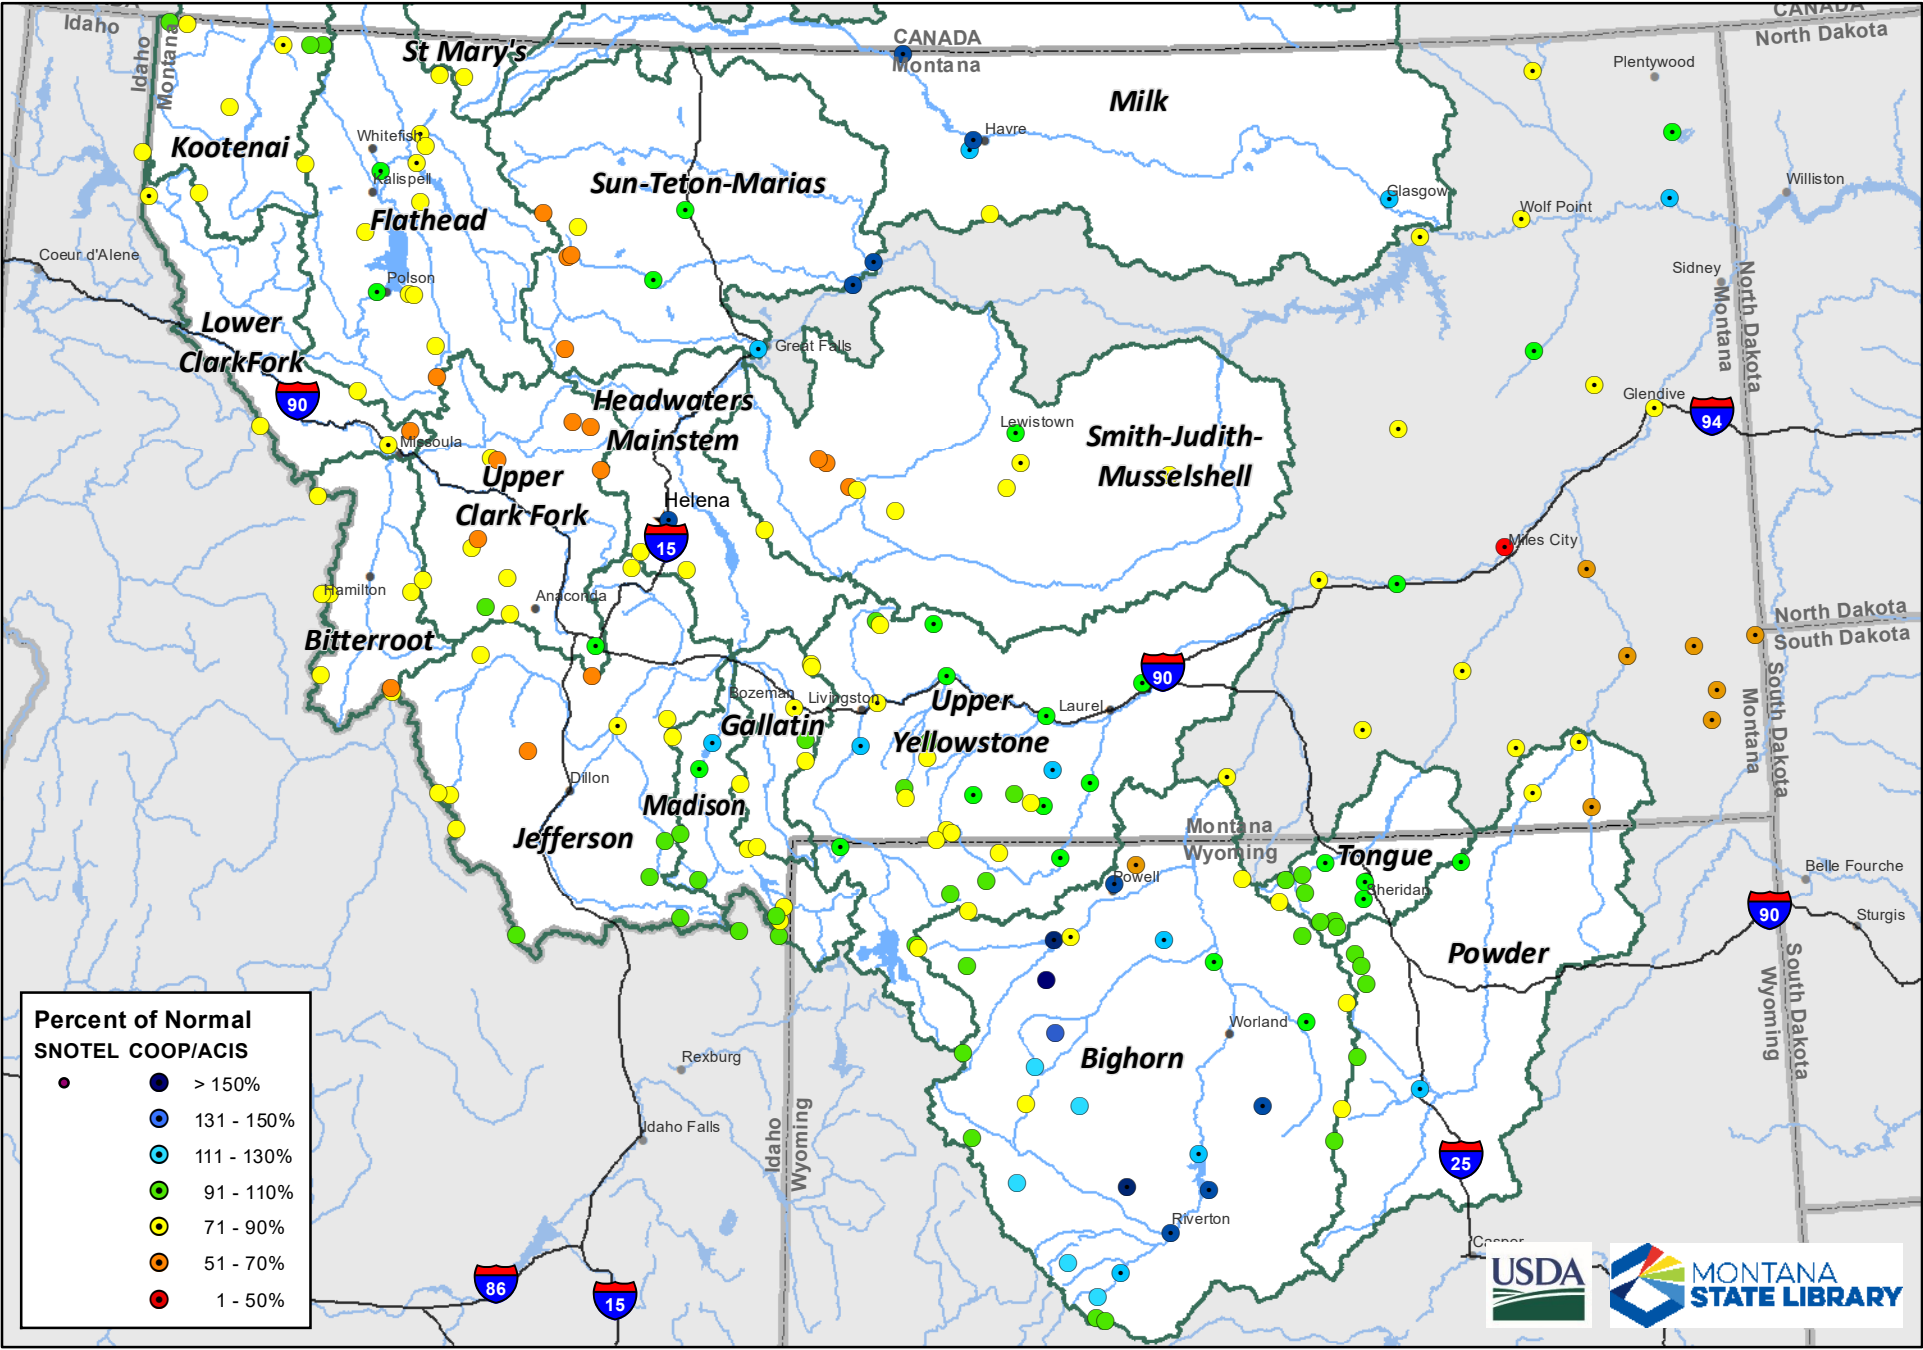 CANADA
Idaho
Montana
Idaho
Montana
St Mary's
CANADA
Montana
CANADA
North Dakota
Plentywood
Milk
Havre
Whitefish
Kootenai
Kalispell
Sun-Teton-Marias
Glasgow
Williston
Wolf Point
Flathead
Coeur d'Alene
Polson
Sidney
North Dakota
Montana
Lower
ClarkFork
Great Falls
90
Headwaters
Mainstem
Glendive
94
Lewistown
Smith-Judith-
Musselshell
Missoula
Upper
Clark Fork
Helena
15
Miles City
Hamilton
Anaconda
North Dakota
South Dakota
Bitterroot
90
South Dakota
Montana
Bozeman
Livingston
Gallatin
Upper
Yellowstone
Laurel
Dillon
Madison
Jefferson
Montana
Wyoming
Tongue
Powell
Sheridan
Belle Fourche
90
Sturgis
Powder
South Dakota
Wyoming
Percent of Normal
SNOTEL COOP/ACIS
> 150%
131 - 150%
111 - 130%
91 - 110%
71 - 90%
51 - 70%
1 - 50%
Worland
Rexburg
Bighorn
Idaho Falls
Idaho
Wyoming
25
Riverton
Casper
86
15
USDA
MONTANA
STATE LIBRARY